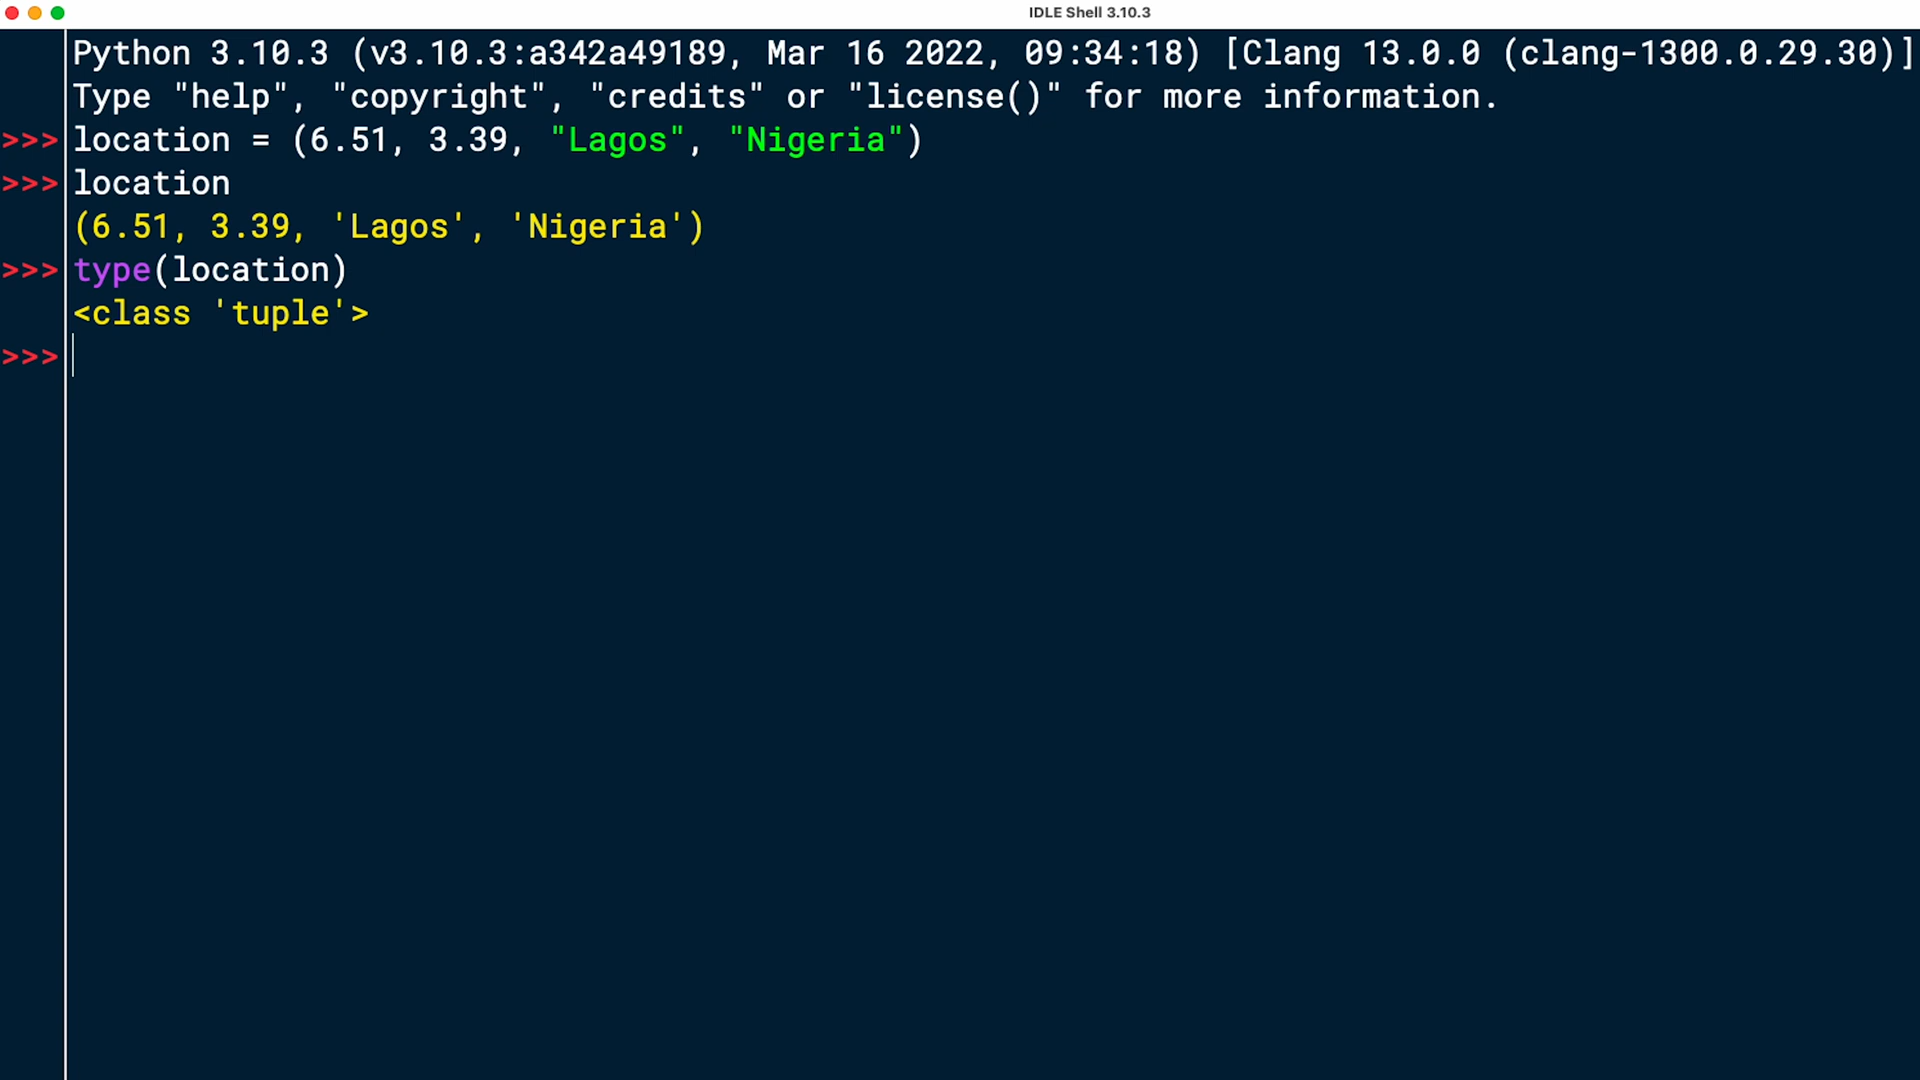 IDLE Shell 3.10.3
Python 3.10.3 (v3.10.3:a342a49189, Mar 16 2022, 09:34:18) [Clang 13.0.0 (clang-1300.0.29.30)]
Type "help", "copyright", "credits" or "license()" for more information.
>>> location = (6.51, 3.39, "Lagos", "Nigeria")
>>> location
(6.51, 3.39, 'Lagos', 'Nigeria')
>>> type(location)
<class 'tuple'>
>>>